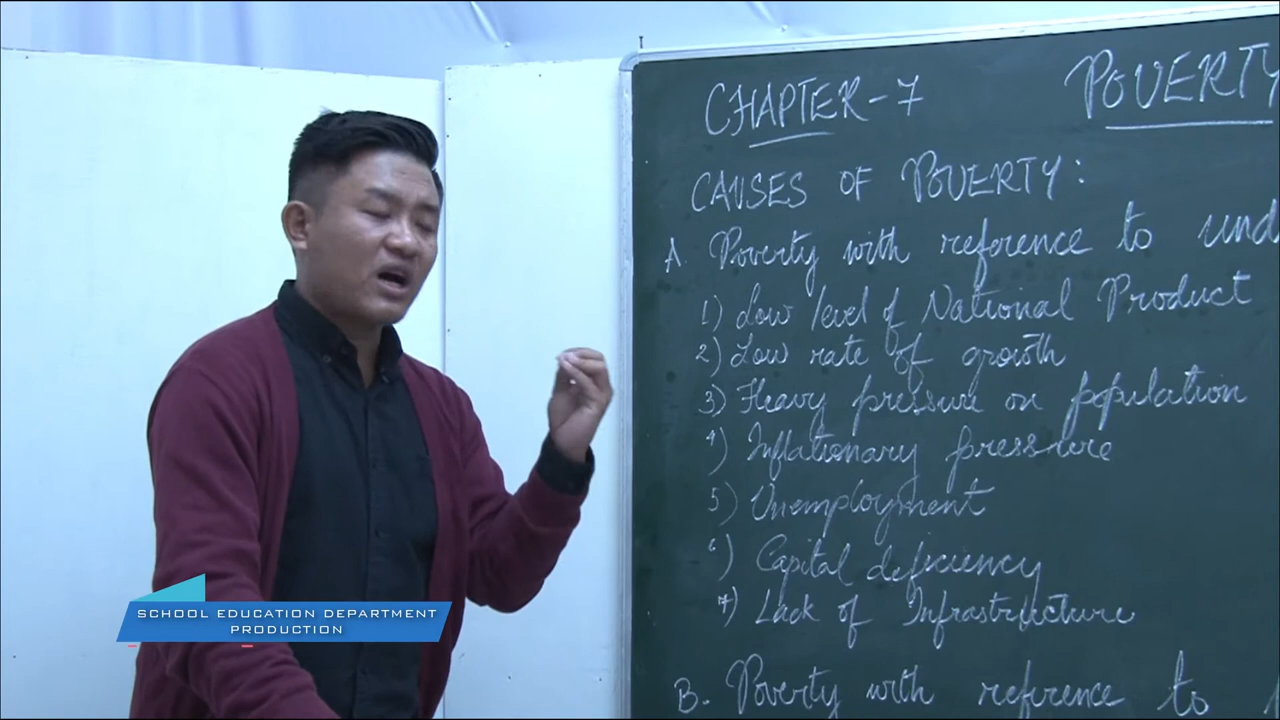 CHAPTER-7 POVERTY
CAUSES OF POVERTY:
A. Poverty with reference to und
1) Low level of National Product
2) Low rate of growth
3) Heavy pressure on population
4) Inflationary pressure
5) Unemployment
6) Capital deficiency
7) Lack of Infrastructure
B. Poverty with reference to
SCHOOL EDUCATION DEPARTMENT
PRODUCTION